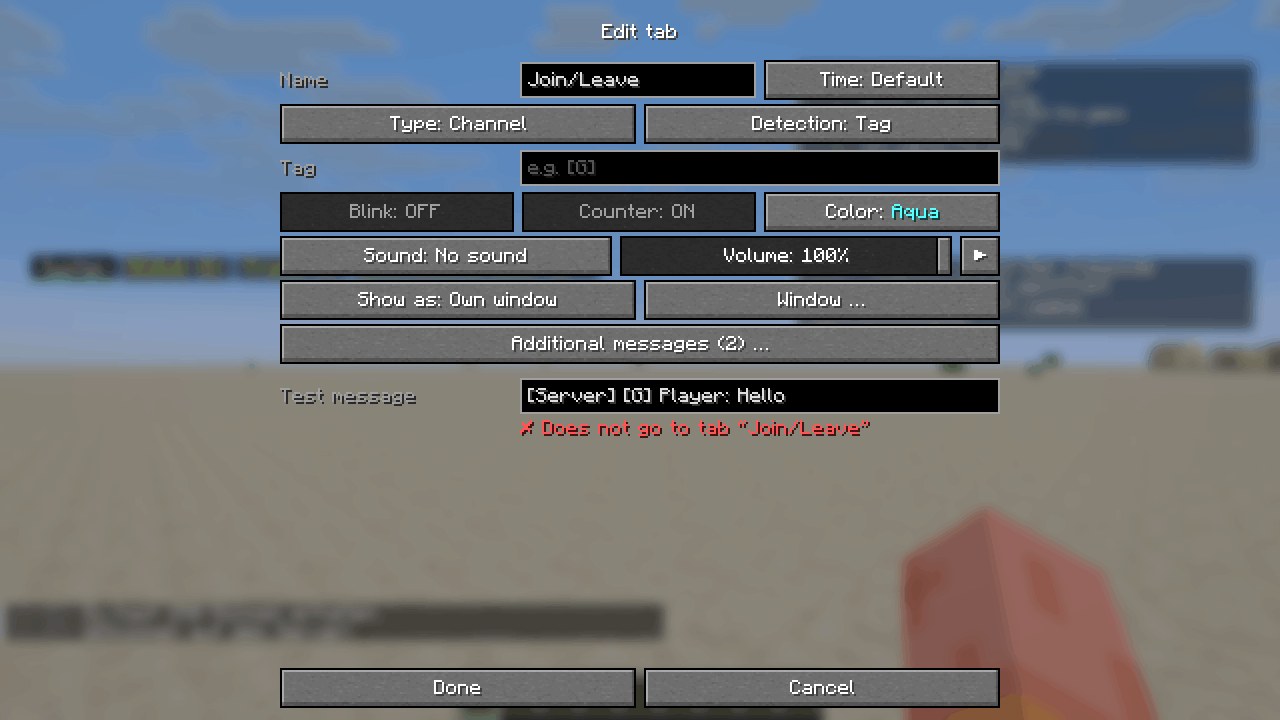 Edit tab
Name
Join/Leave
Time: Default
Type: Channel
Detection: Tag
Tag
e.g. [G]
Blink: OFF
Counter: ON
Color: Aqua
Sound: No sound
Volume: 100%
Show as: Own window
Window ...
Additional messages (2) ...
Test message
[Server] [G] Player: Hello
✗ Does not go to tab "Join/Leave"
Done
Cancel